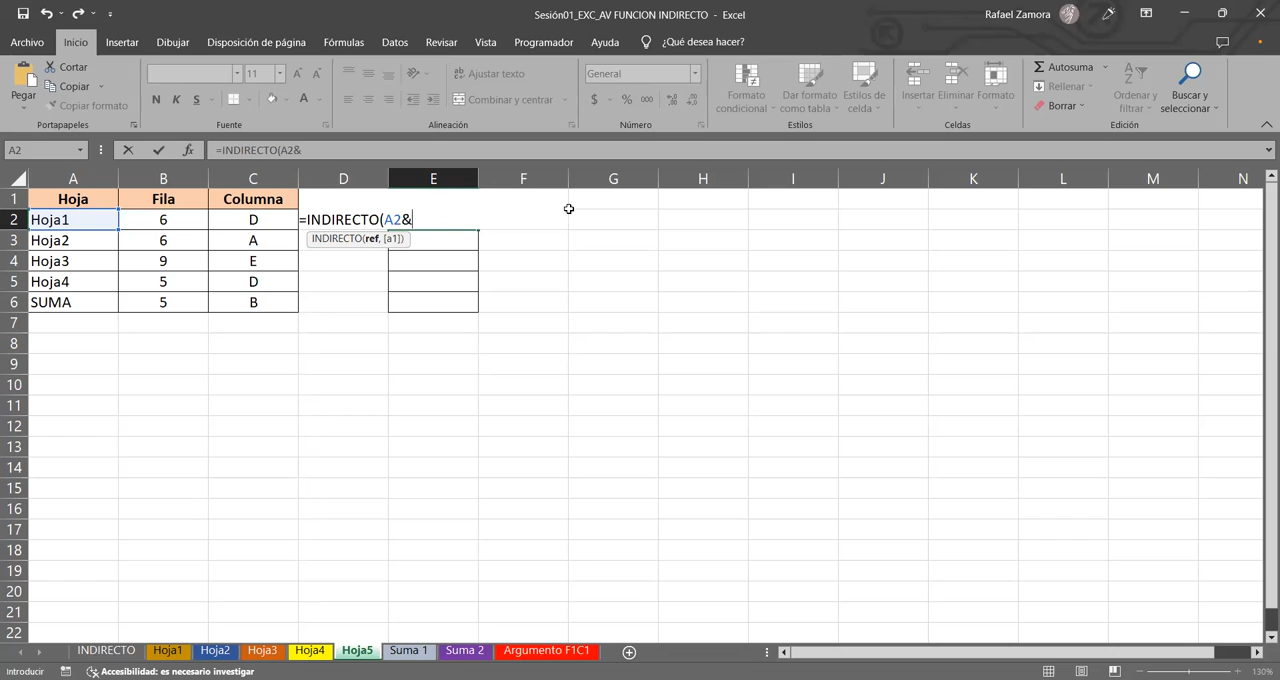 Sesión01_EXC_AV FUNCION INDIRECTO - Excel
Rafael Zamora
Archivo Inicio Insertar Dibujar Disposición de página Fórmulas Datos Revisar Vista Programador Ayuda ¿Qué desea hacer?
Pegar
Cortar
Copiar
Copiar formato
Portapapeles
11 A A
N K S A
Fuente
Ajustar texto
Combinar y centrar
Alineación
General
$ % 000
Número
Formato condicional
Dar formato como tabla
Estilos de celda
Estilos
Insertar Eliminar Formato
Celdas
Autosuma
Rellenar
Borrar
Ordenar y filtrar
Buscar y seleccionar
Edición
A2 fx =INDIRECTO(A2&
A B C D E F G H I J K L M N
1 Hoja Fila Columna
2 Hoja1 6 D =INDIRECTO(A2&
INDIRECTO(ref, [a1])
3 Hoja2 6 A
4 Hoja3 9 E
5 Hoja4 5 D
6 SUMA 5 B
7
8
9
10
11
12
13
14
15
16
17
18
19
20
21
22
INDIRECTO Hoja1 Hoja2 Hoja3 Hoja4 Hoja5 Suma 1 Suma 2 Argumento F1C1
Introducir Accesibilidad: es necesario investigar 130%